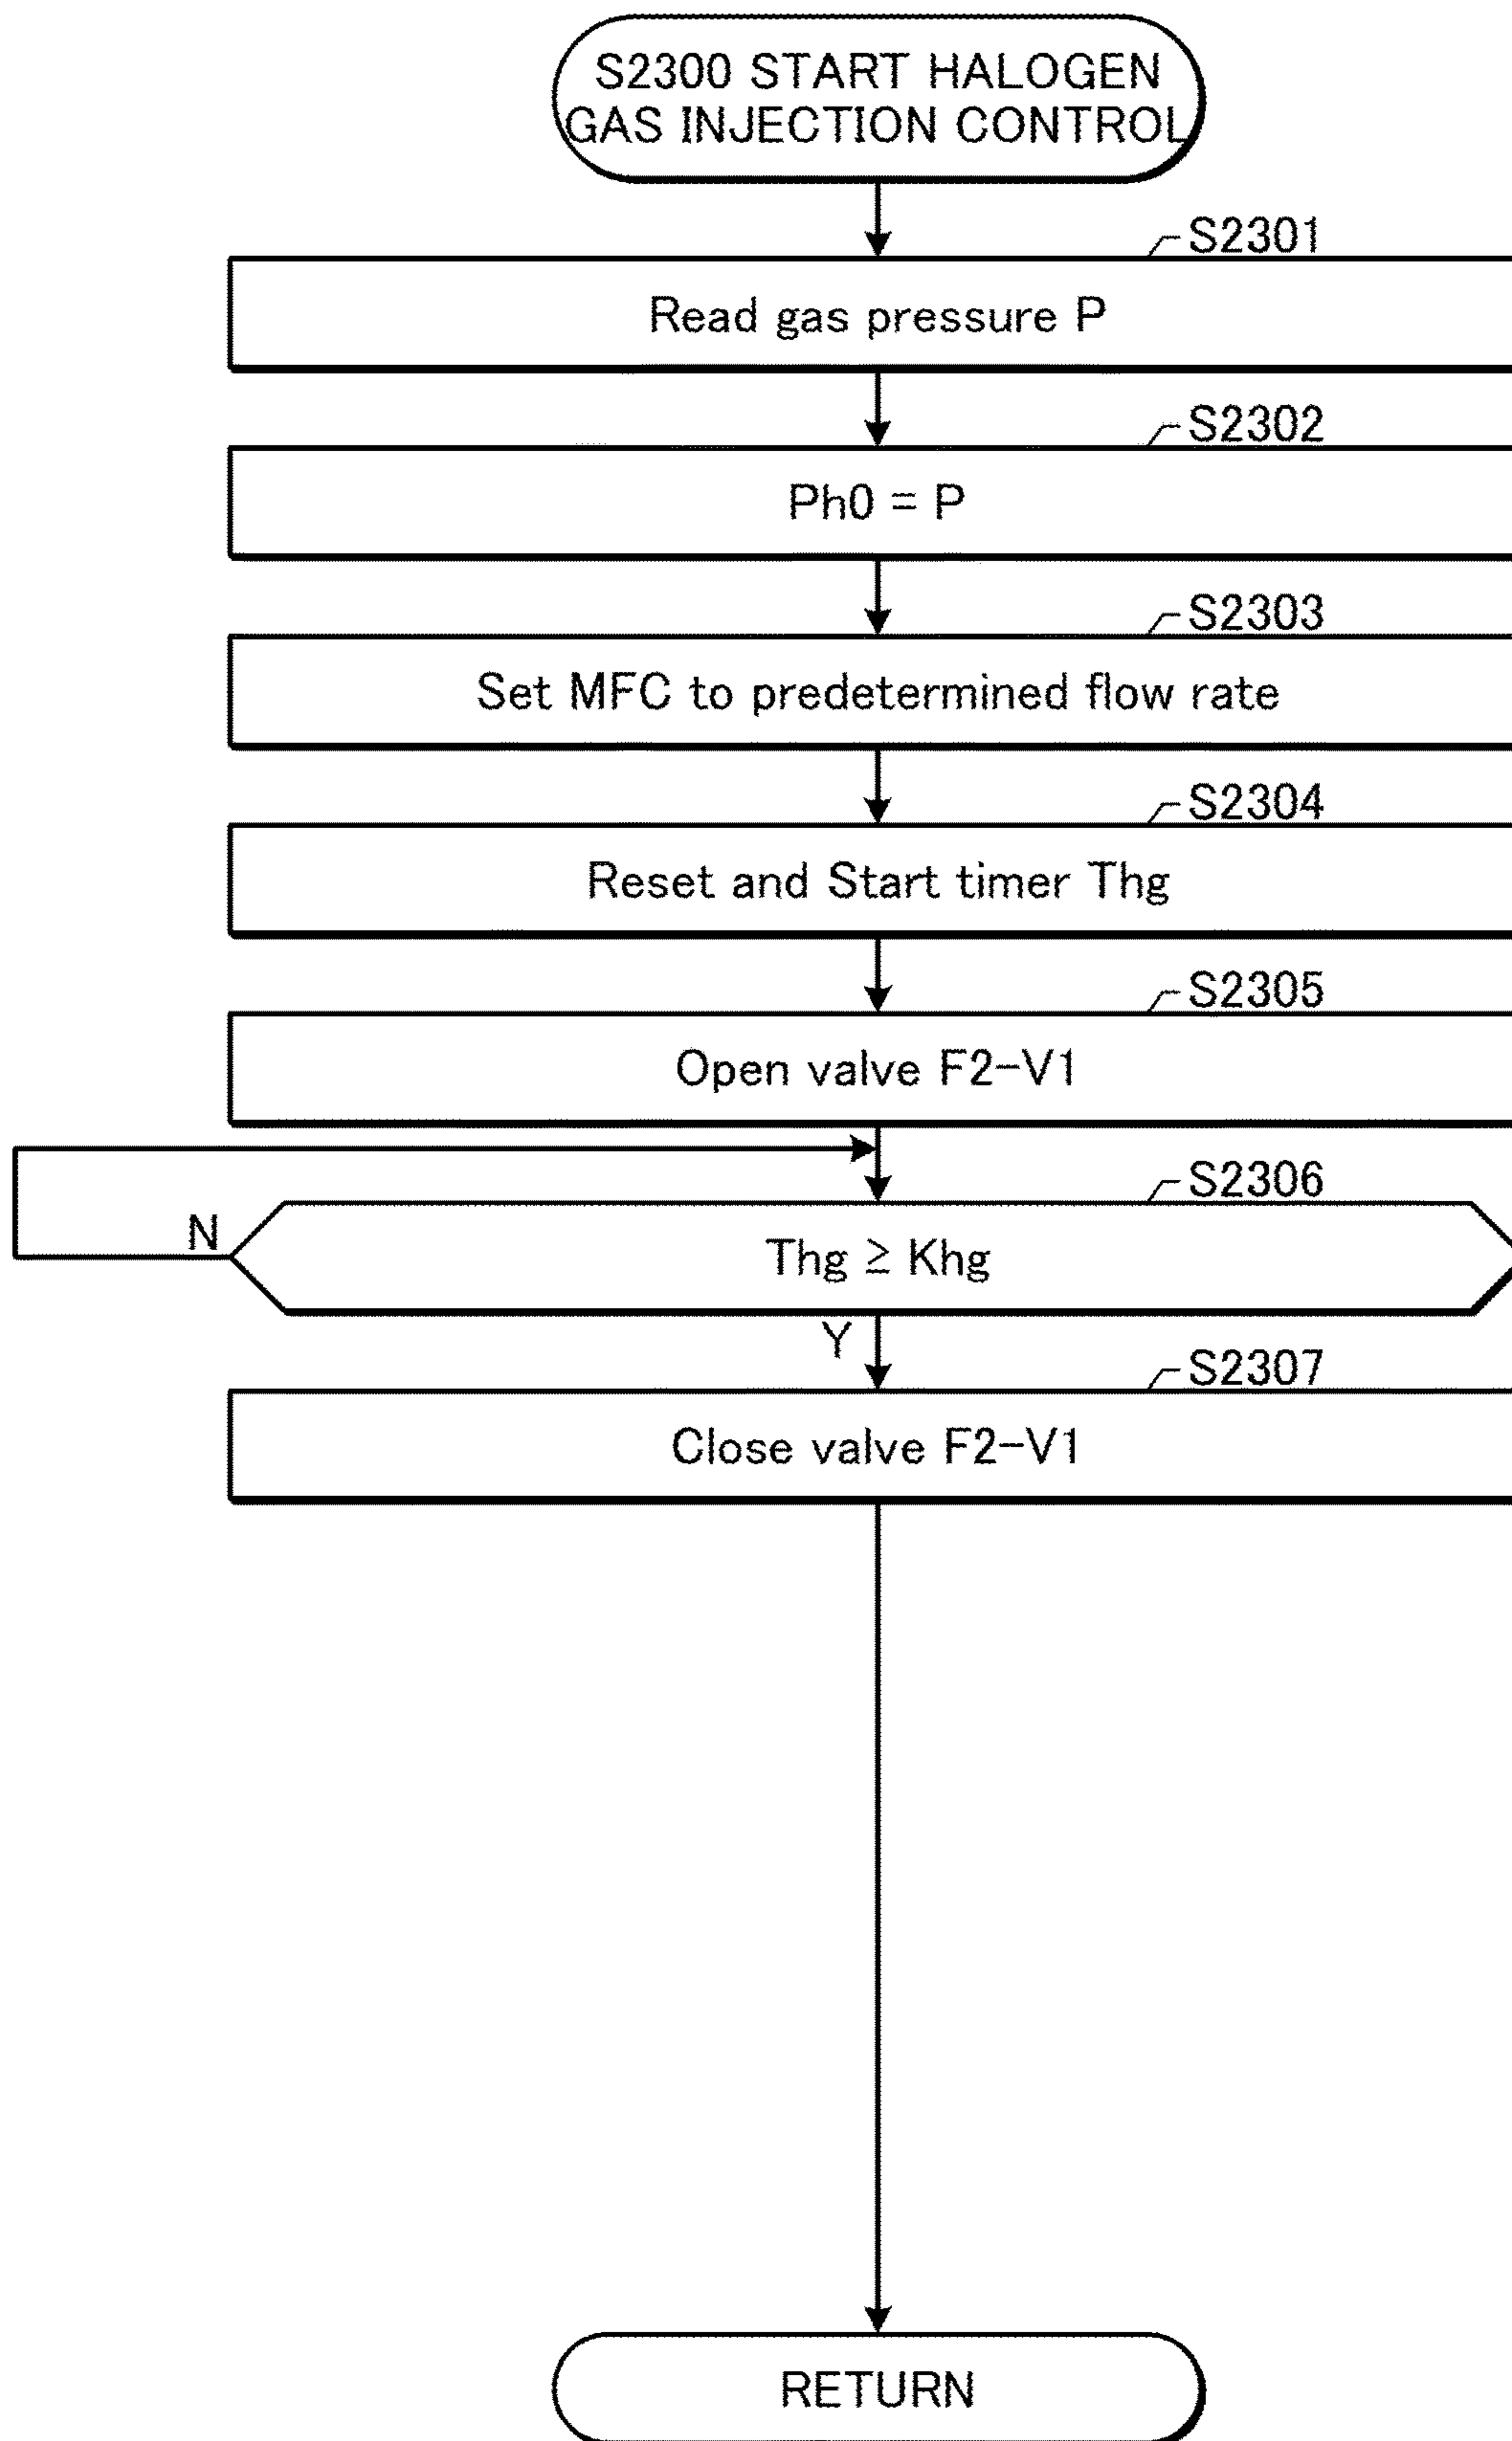 S2300 START HALOGEN
GAS INJECTION CONTROL
S2301
Read gas pressure P
S2302
Ph0 = P
S2303
Set MFC to predetermined flow rate
S2304
Reset and Start timer Thg
S2305
Open valve F2-V1
S2306
N
Thg ≥ Khg
Y
S2307
Close valve F2-V1
RETURN